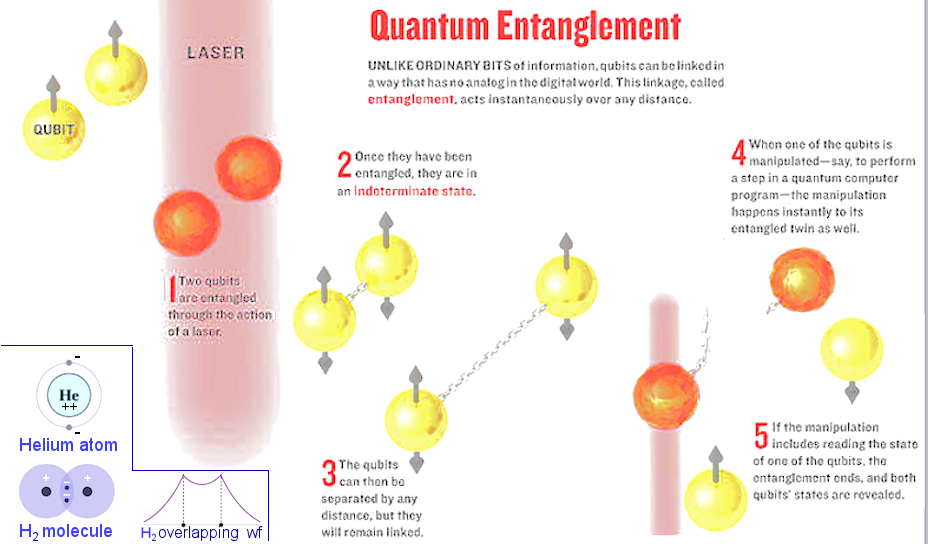 Quantum Entanglement
UNLIKE ORDINARY BITS of information, qubits can be linked in
a way that has no analog in the digital world. This linkage, called
entanglement, acts instantaneously over any distance.
LASER
QUBIT
1 Two qubits
are entangled
through the action
of a laser.
2 Once they have been
entangled, they are in
an indeterminate state.
3 The qubits
can then be
separated by any
distance, but they
will remain linked.
4 When one of the qubits is
manipulated—say, to perform
a step in a quantum computer
program—the manipulation
happens instantly to its
entangled twin as well.
5 If the manipulation
includes reading the state
of one of the qubits, the
entanglement ends, and both
qubits' states are revealed.
-
He
++
-
Helium atom
+ - +
-
H₂ molecule
H₂ overlapping wf